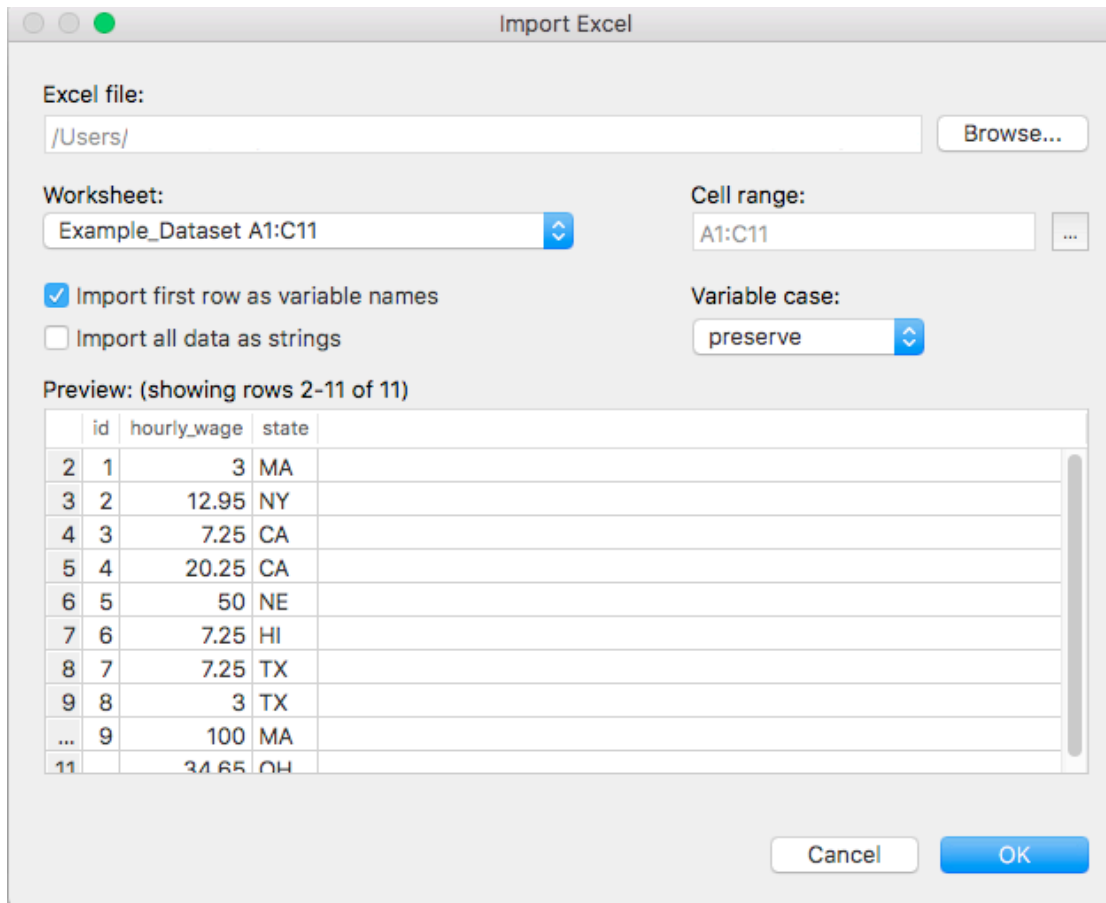 Import Excel
Excel file:
/Users/
Browse...
Worksheet:
Cell range:
Example_Dataset A1:C11
A1:C11
...
Import first row as variable names
Variable case:
Import all data as strings
preserve
Preview: (showing rows 2-11 of 11)
id hourly_wage state
2 1 3 MA
3 2 12.95 NY
4 3 7.25 CA
5 4 20.25 CA
6 5 50 NE
7 6 7.25 HI
8 7 7.25 TX
9 8 3 TX
... 9 100 MA
11 34.65 OH
Cancel OK